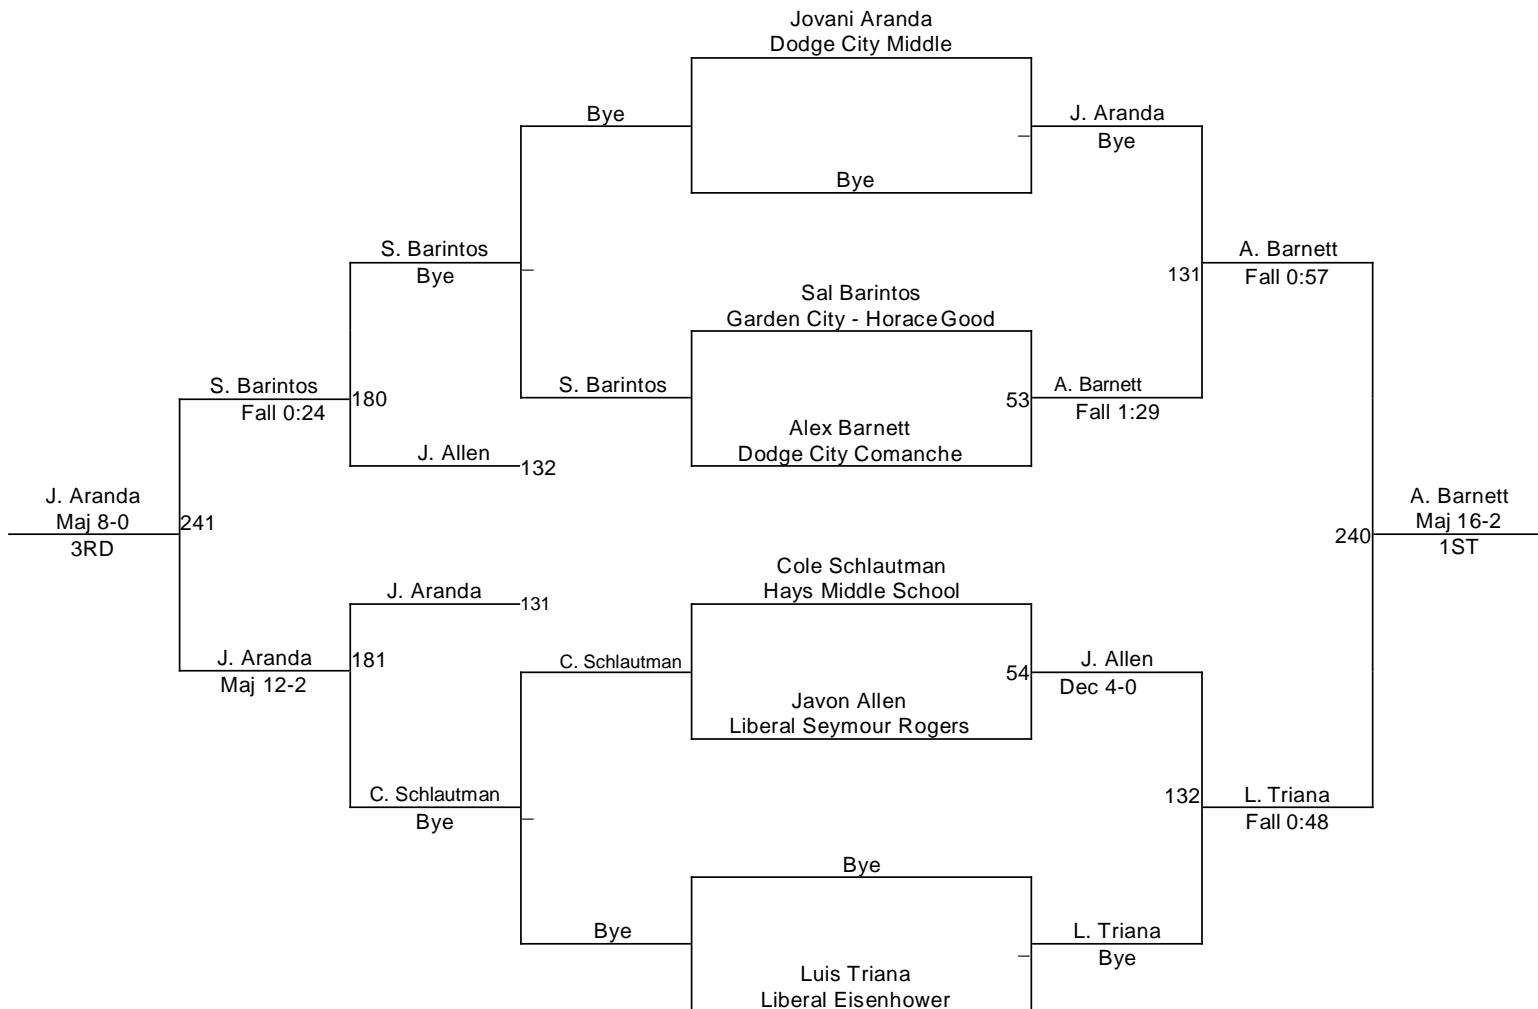 Jovani Aranda
Dodge City Middle
Bye
J. Aranda
Bye
Bye
S. Barintos
Bye
A. Barnett
Fall 0:57
131
Sal Barintos
Garden City - Horace Good
S. Barintos
Fall 0:24
180
S. Barintos
53
A. Barnett
Fall 1:29
Alex Barnett
Dodge City Comanche
J. Allen
132
J. Aranda
Maj 8-0
3RD
241
A. Barnett
Maj 16-2
1ST
240
Cole Schlautman
Hays Middle School
J. Aranda
131
J. Aranda
Maj 12-2
181
C. Schlautman
54
J. Allen
Dec 4-0
Javon Allen
Liberal Seymour Rogers
C. Schlautman
Bye
132
L. Triana
Fall 0:48
Bye
Bye
L. Triana
Bye
Luis Triana
Liberal Eisenhower